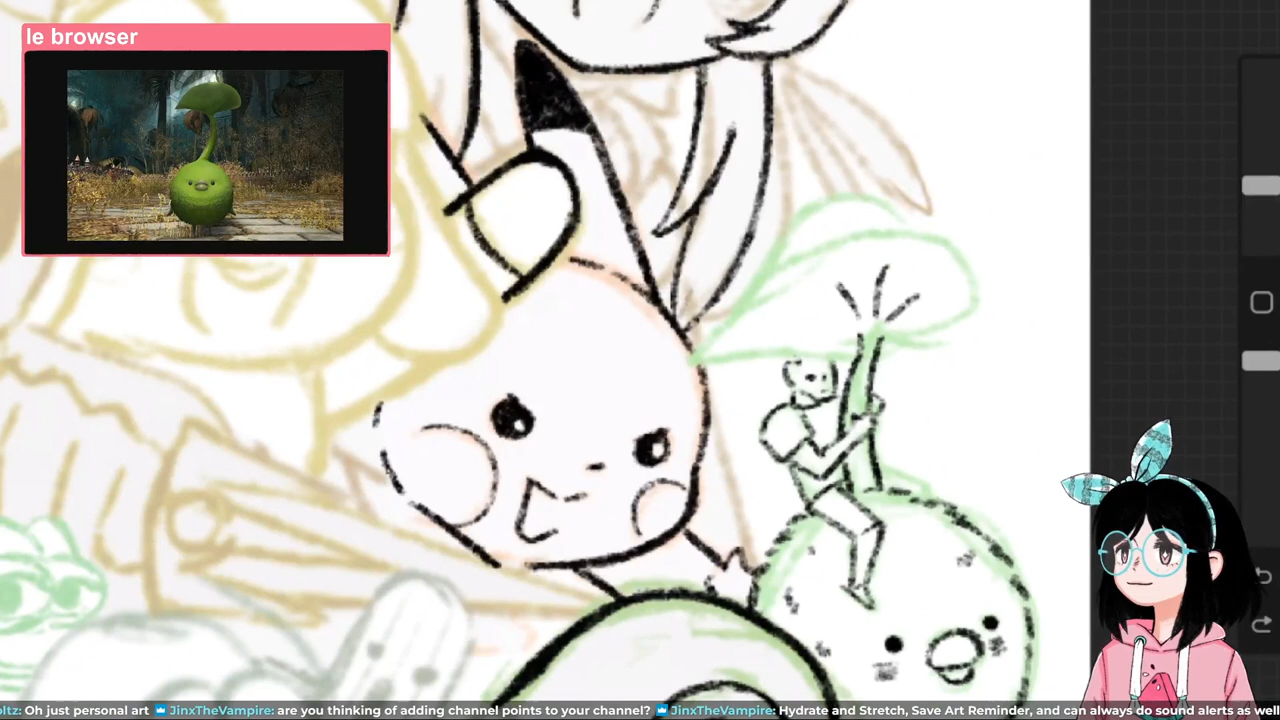 le browser
oltz: Oh just personal art JinxTheVampire: are you thinking of adding channel points to your channel? JinxTheVampire: Hydrate and Stretch, Save Art Reminder, and can always do sound alerts as well